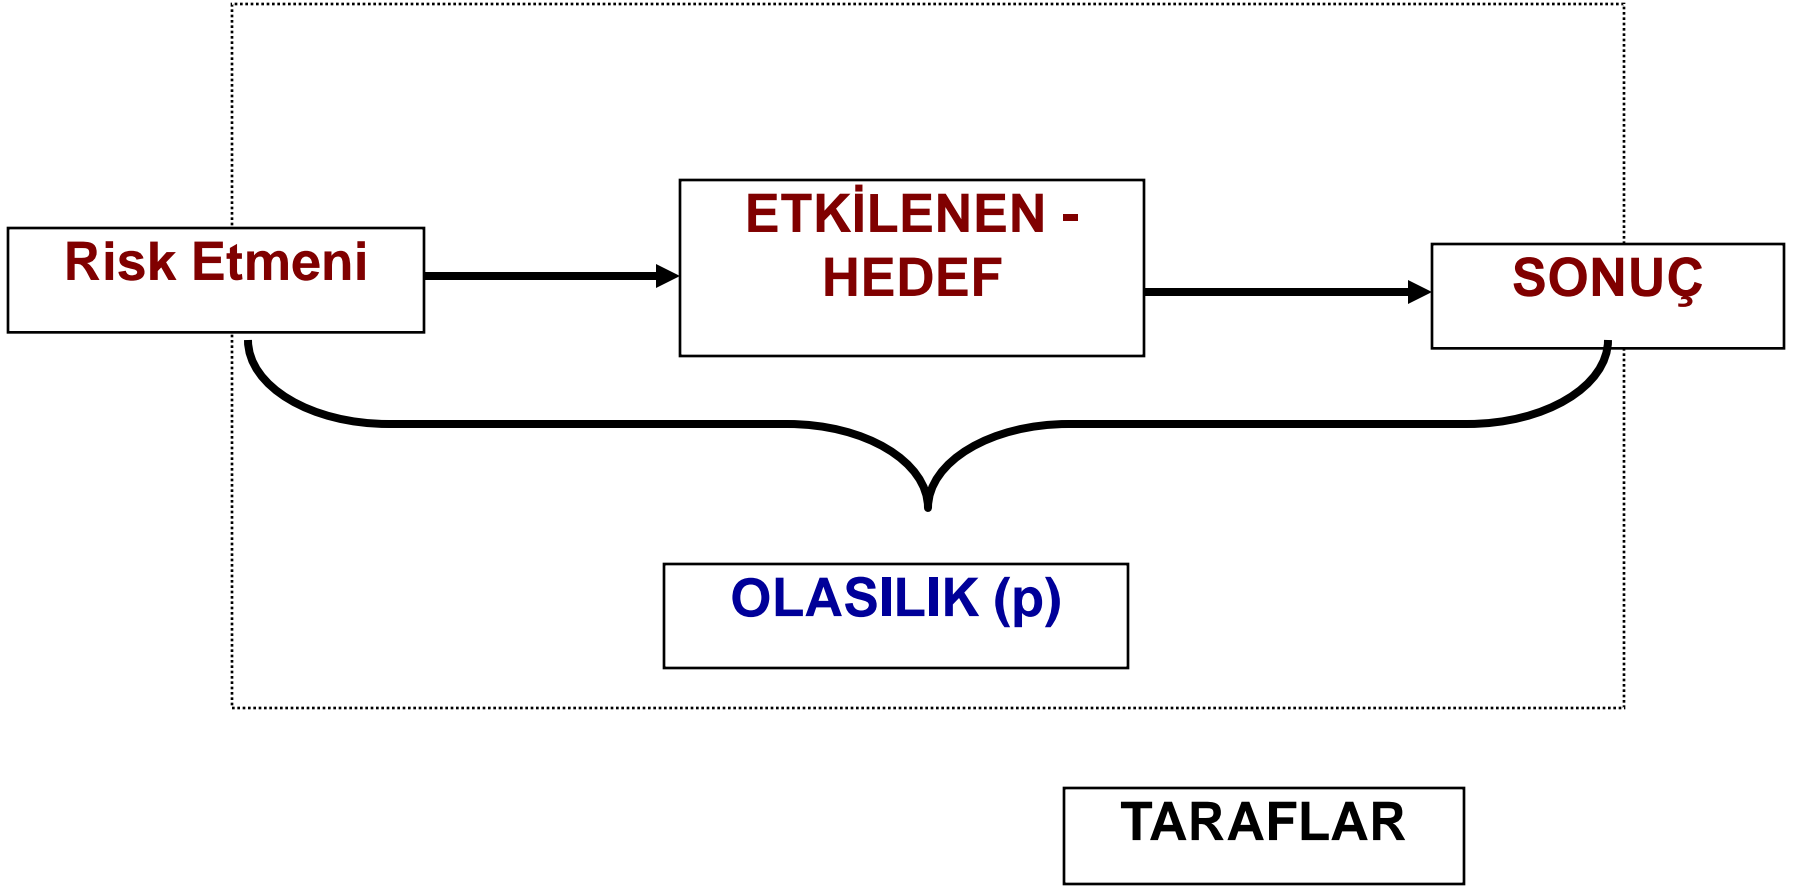 Risk Etmeni
ETKİLENEN -
HEDEF
SONUÇ
OLASILIK (p)
TARAFLAR